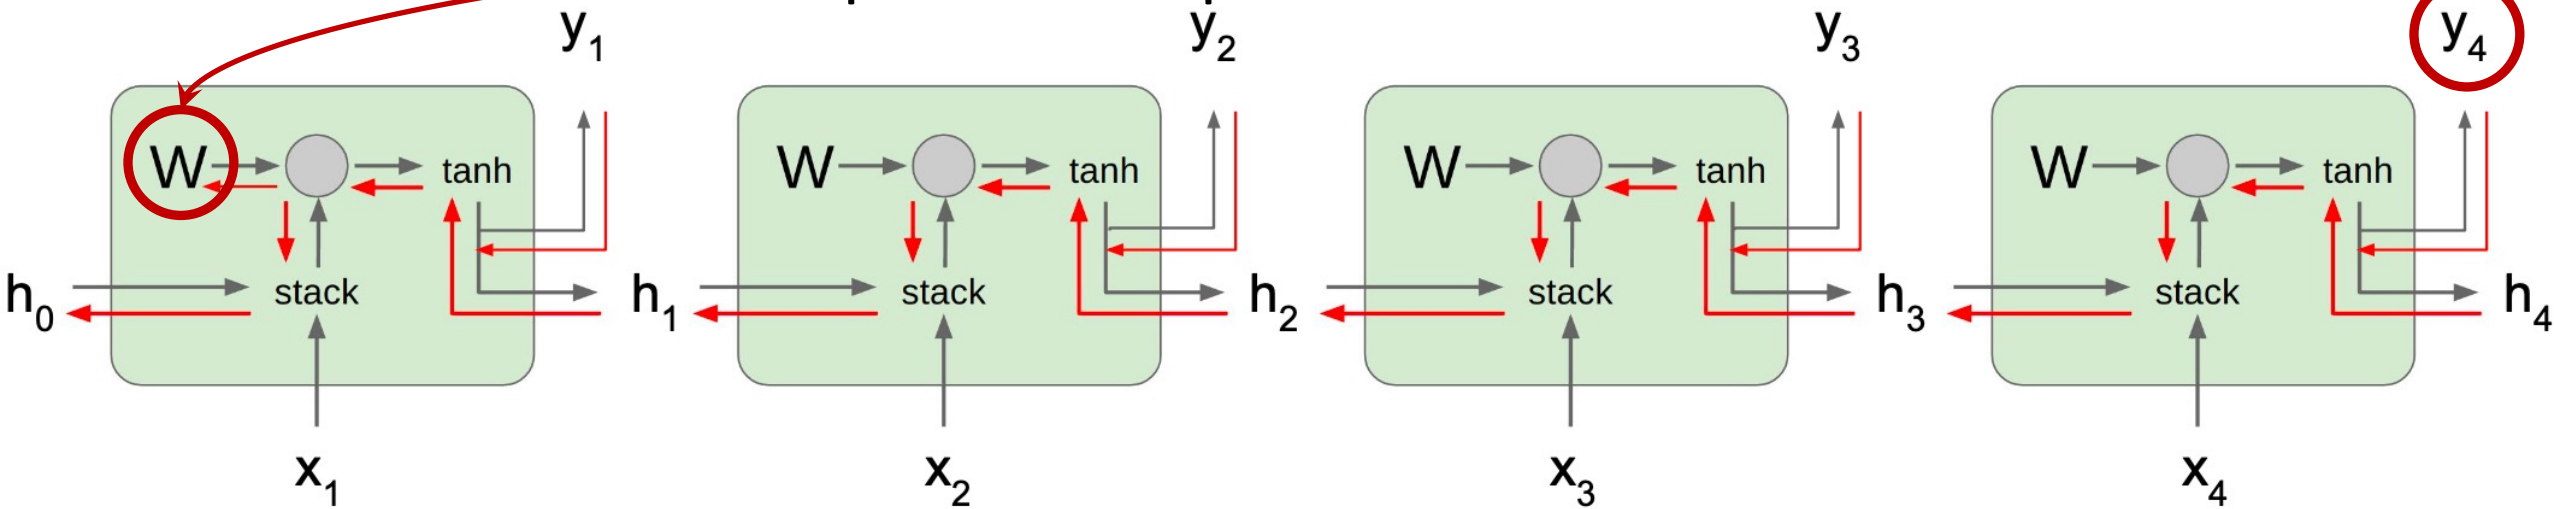 y1 y2 y3 y4
W tanh W tanh W tanh W tanh
h0 stack h1 stack h2 stack h3 stack h4
x1 x2 x3 x4